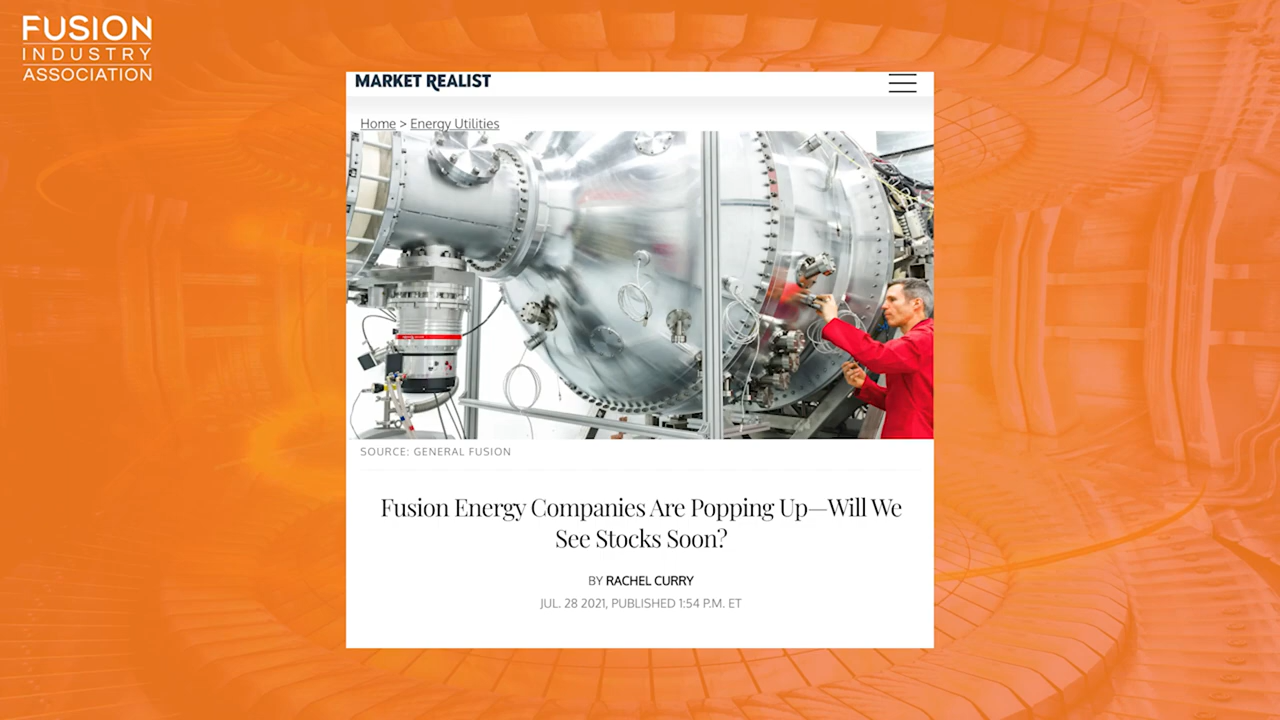 FUSION
INDUSTRY
ASSOCIATION
MARKET REALIST
Home > Energy Utilities
SOURCE: GENERAL FUSION
Fusion Energy Companies Are Popping Up—Will We
See Stocks Soon?
BY RACHEL CURRY
JUL. 28 2021, PUBLISHED 1:54 P.M. ET